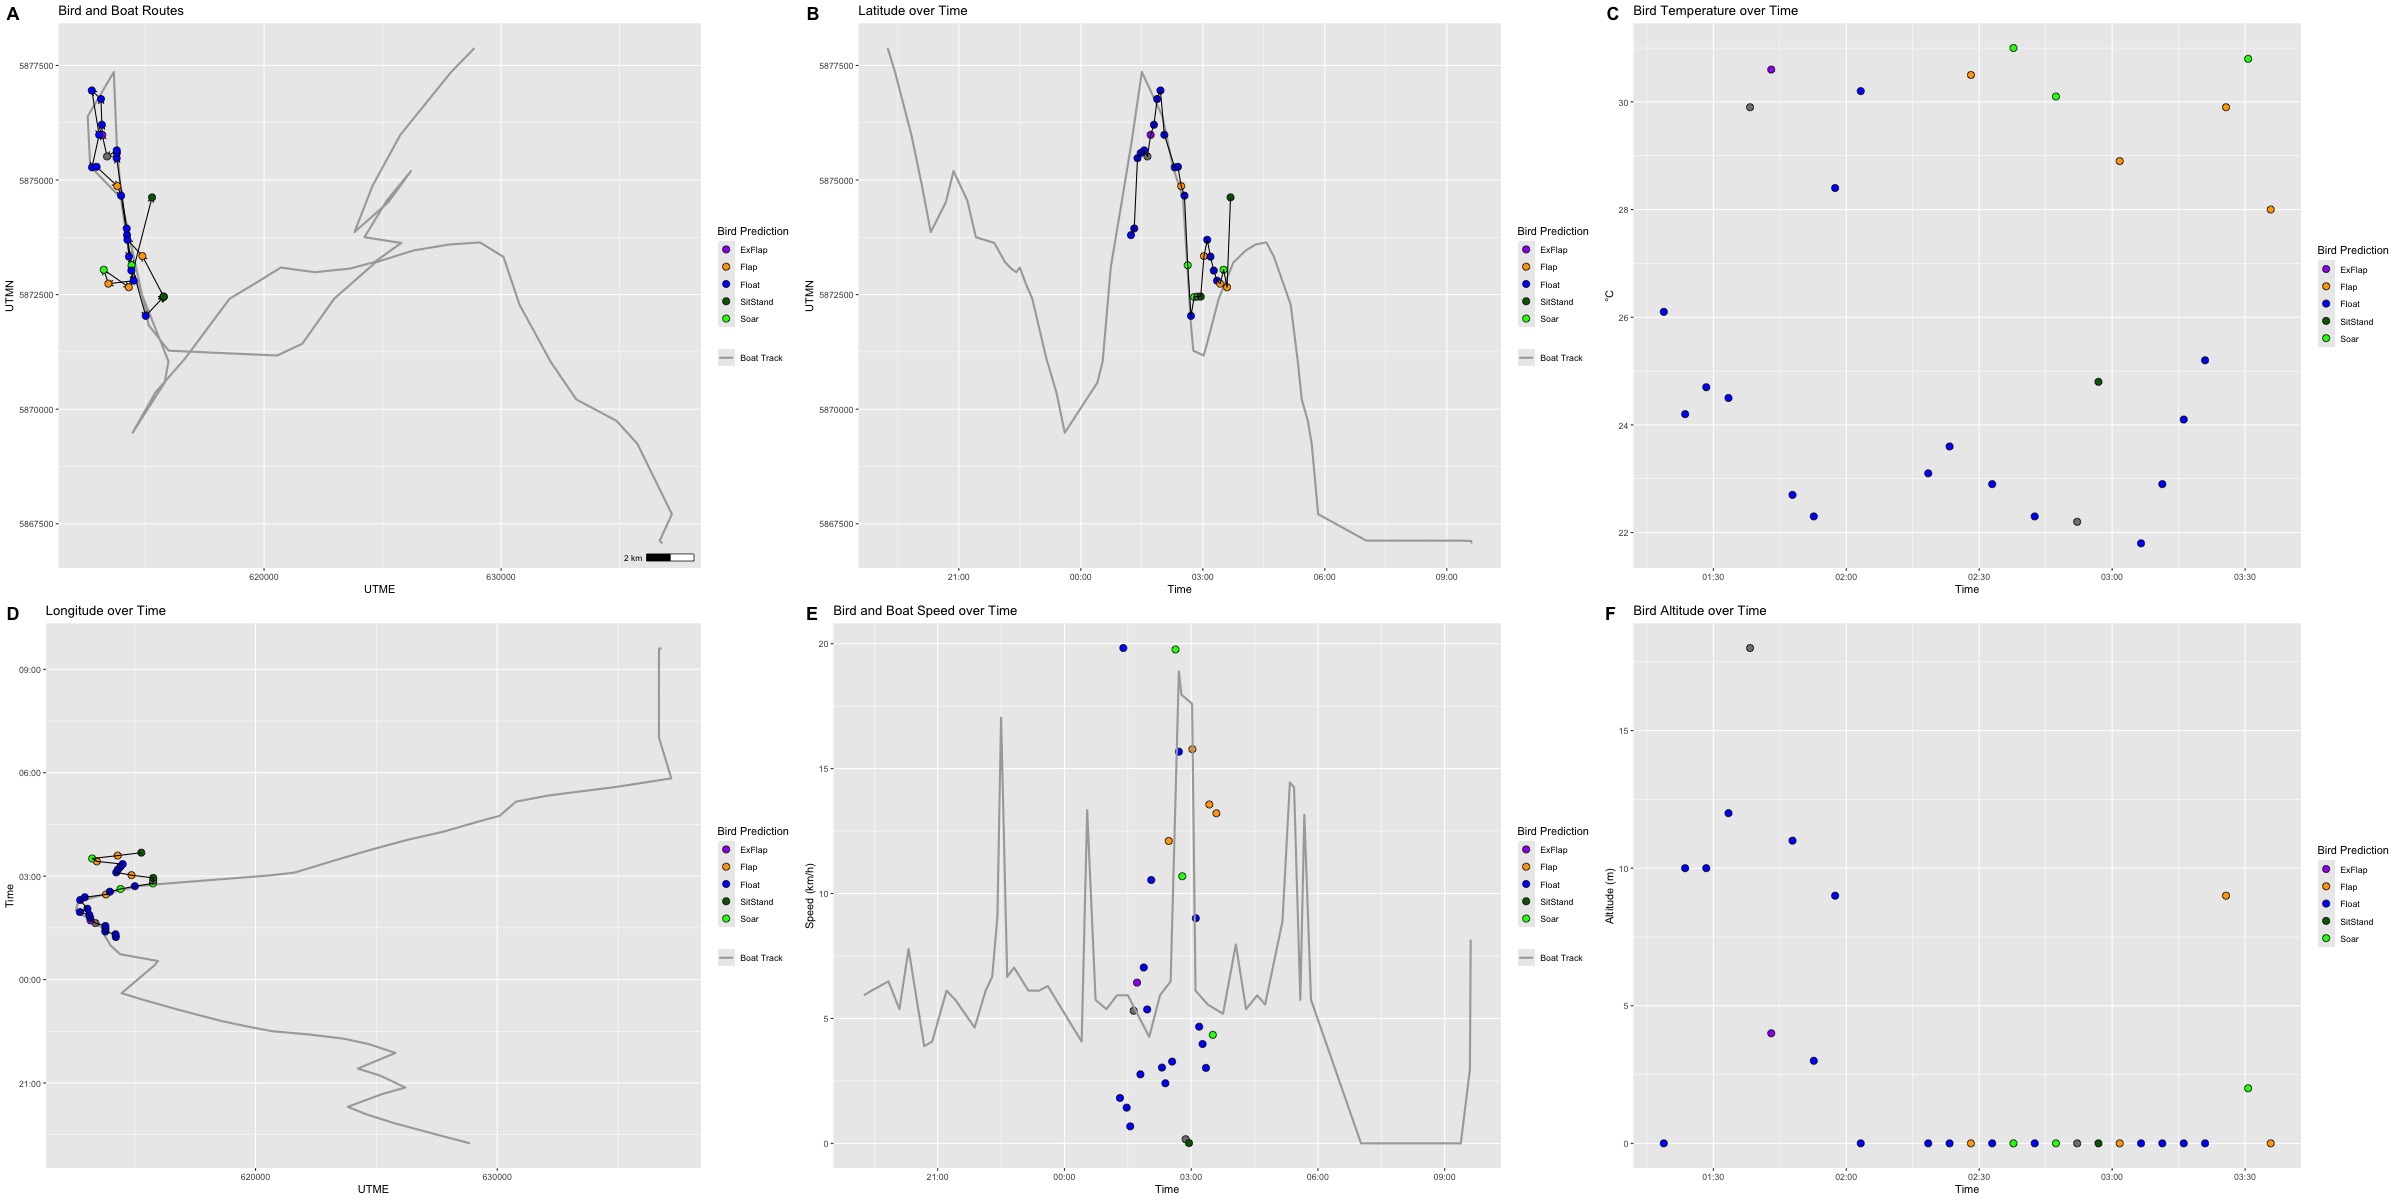 A
Bird and Boat Routes
5877500
5875000
5872500
5870000
5867500
UTMN
620000
630000
UTME
2 km
Bird Prediction
ExFlap
Flap
Float
SitStand
Soar
Boat Track
B
Latitude over Time
5877500
5875000
5872500
5870000
5867500
UTMN
21:00
00:00
03:00
06:00
09:00
Time
Bird Prediction
ExFlap
Flap
Float
SitStand
Soar
Boat Track
C
Bird Temperature over Time
30
28
26
24
22
°C
01:30
02:00
02:30
03:00
03:30
Time
Bird Prediction
ExFlap
Flap
Float
SitStand
Soar
D
Longitude over Time
09:00
06:00
03:00
00:00
21:00
Time
620000
630000
UTME
Bird Prediction
ExFlap
Flap
Float
SitStand
Soar
Boat Track
E
Bird and Boat Speed over Time
20
15
10
5
0
Speed (km/h)
21:00
00:00
03:00
06:00
09:00
Time
Bird Prediction
ExFlap
Flap
Float
SitStand
Soar
Boat Track
F
Bird Altitude over Time
15
10
5
0
Altitude (m)
01:30
02:00
02:30
03:00
03:30
Time
Bird Prediction
ExFlap
Flap
Float
SitStand
Soar